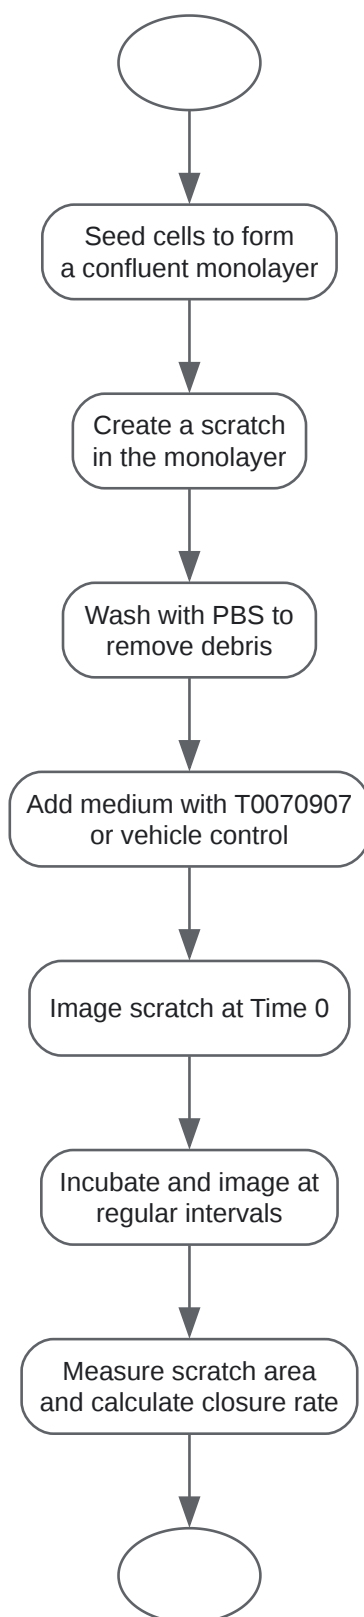 Seed cells to form
a confluent monolayer
Create a scratch
in the monolayer
Wash with PBS to
remove debris
Add medium with T0070907
or vehicle control
Image scratch at Time 0
Incubate and image at
regular intervals
Measure scratch area
and calculate closure rate